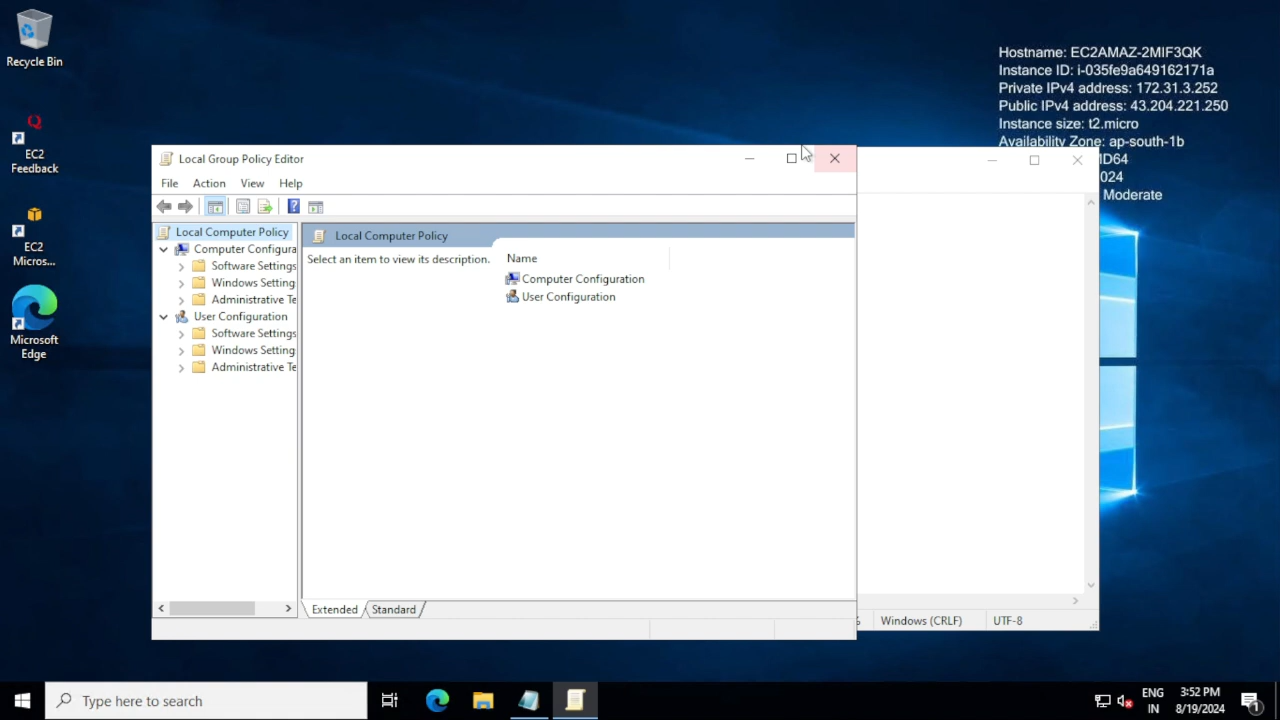 Recycle Bin
EC2
Feedback
EC2
Micros...
Microsoft
Edge
Hostname: EC2AMAZ-2MIF3QK
Instance ID: i-035fe9a649162171a
Private IPv4 address: 172.31.3.252
Public IPv4 address: 43.204.221.250
Instance size: t2.micro
Availability Zone: ap-south-1b
MD64
024
Moderate
Local Group Policy Editor
File Action View Help
Local Computer Policy
Computer Configura
Software Settings
Windows Setting
Administrative Te
User Configuration
Software Settings
Windows Setting
Administrative Te
Local Computer Policy
Select an item to view its description.
Name
Computer Configuration
User Configuration
Extended Standard
% Windows (CRLF) UTF-8
Type here to search
ENG
IN
3:52 PM
8/19/2024
1